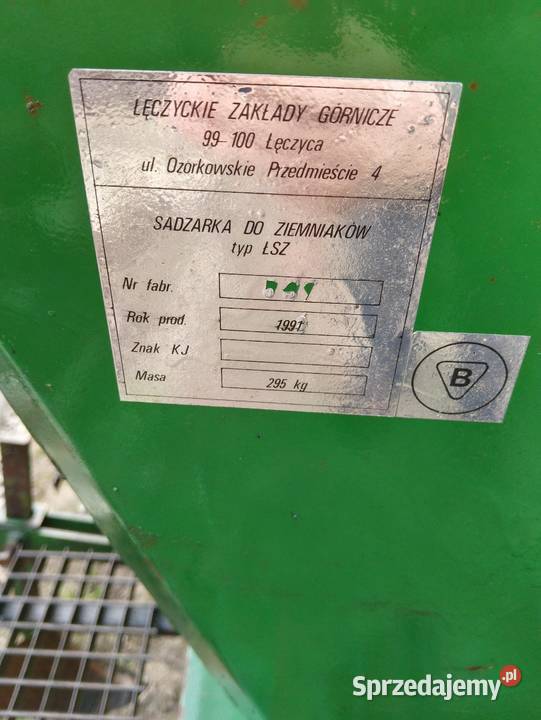 ŁĘCZYCKIE ZAKŁADY GÓRNICZE
99-100 Łęczyca
ul. Ozorkowskie Przedmieście 4
SADZARKA DO ZIEMNIAKÓW
typ ŁSZ
Nr fabr.
Rok prod. 1991
Znak KJ
Masa 295 kg
B
Sprzedajemy.pl